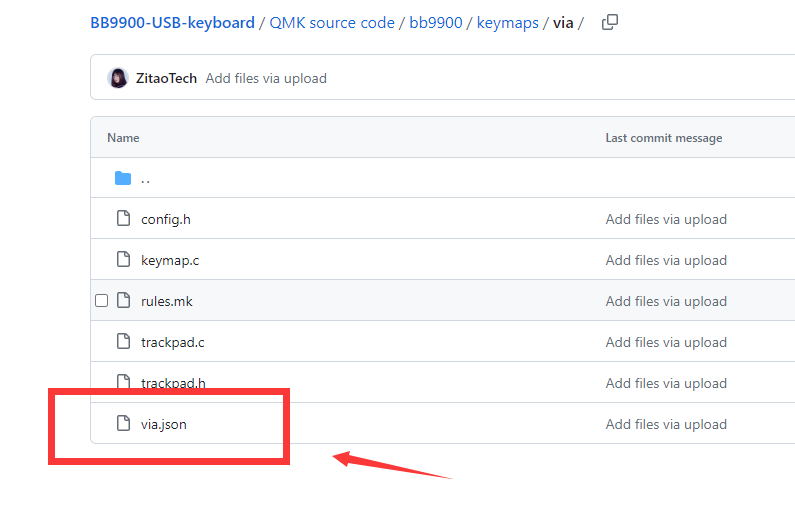 BB9900-USB-keyboard / QMK source code / bb9900 / keymaps / via /
ZitaoTech Add files via upload
Name Last commit message
..
config.h Add files via upload
keymap.c Add files via upload
rules.mk Add files via upload
trackpad.c Add files via upload
trackpad.h Add files via upload
via.json Add files via upload